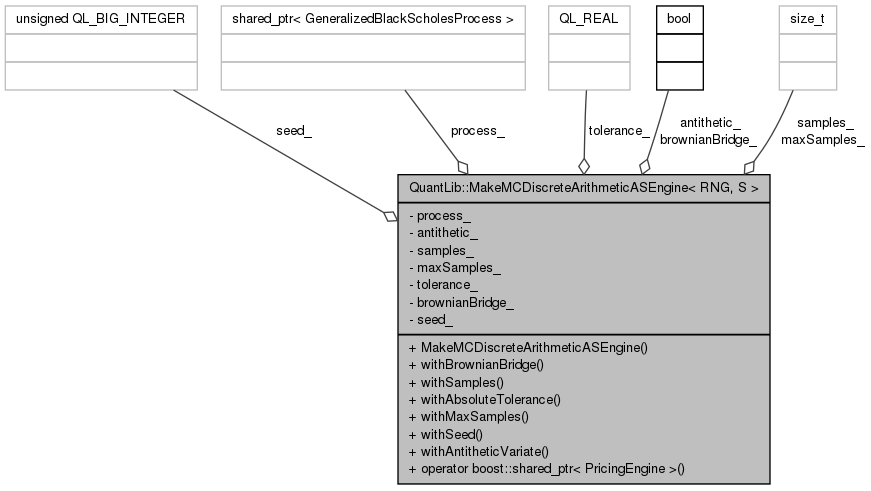 unsigned QL_BIG_INTEGER
shared_ptr< GeneralizedBlackScholesProcess >
QL_REAL
bool
size_t
seed_
process_
tolerance_
antithetic_
brownianBridge_
samples_
maxSamples_
QuantLib::MakeMCDiscreteArithmeticASEngine< RNG, S >
- process_
- antithetic_
- samples_
- maxSamples_
- tolerance_
- brownianBridge_
- seed_
+ MakeMCDiscreteArithmeticASEngine()
+ withBrownianBridge()
+ withSamples()
+ withAbsoluteTolerance()
+ withMaxSamples()
+ withSeed()
+ withAntitheticVariate()
+ operator boost::shared_ptr< PricingEngine >()